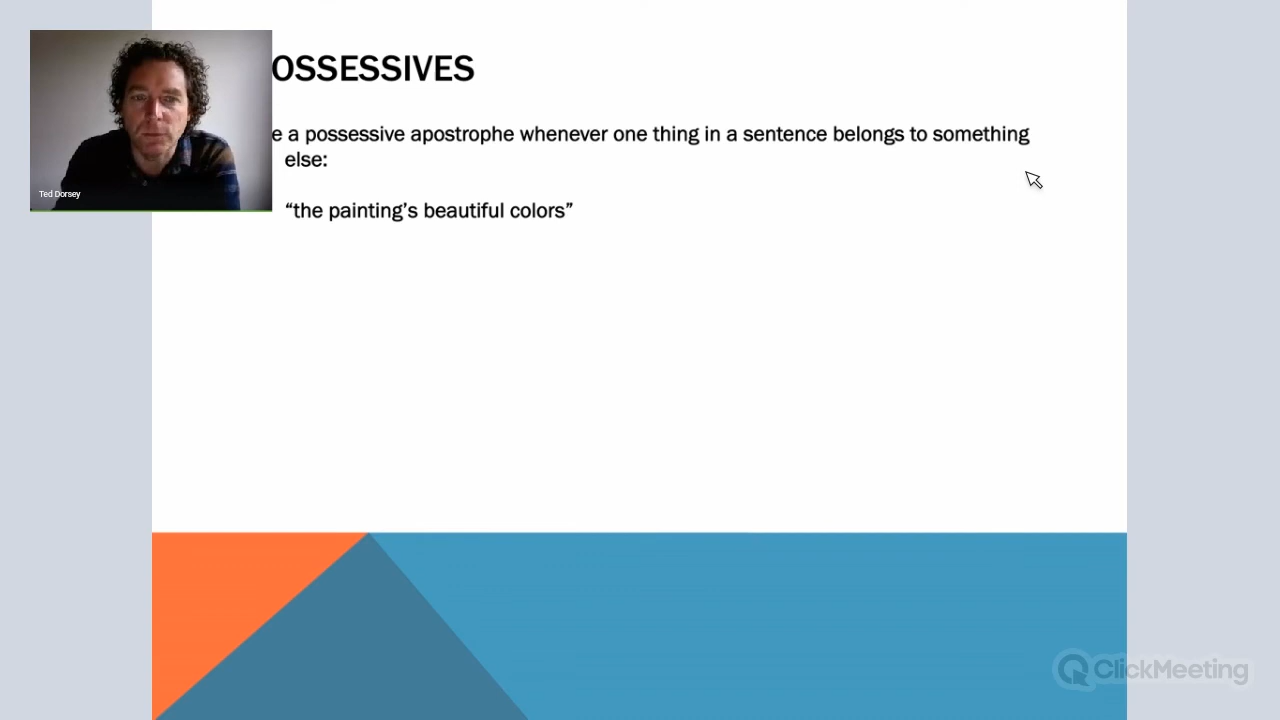 OSSESSIVES
e a possessive apostrophe whenever one thing in a sentence belongs to something
else:
“the painting’s beautiful colors”
Ted Dorsey
ClickMeeting